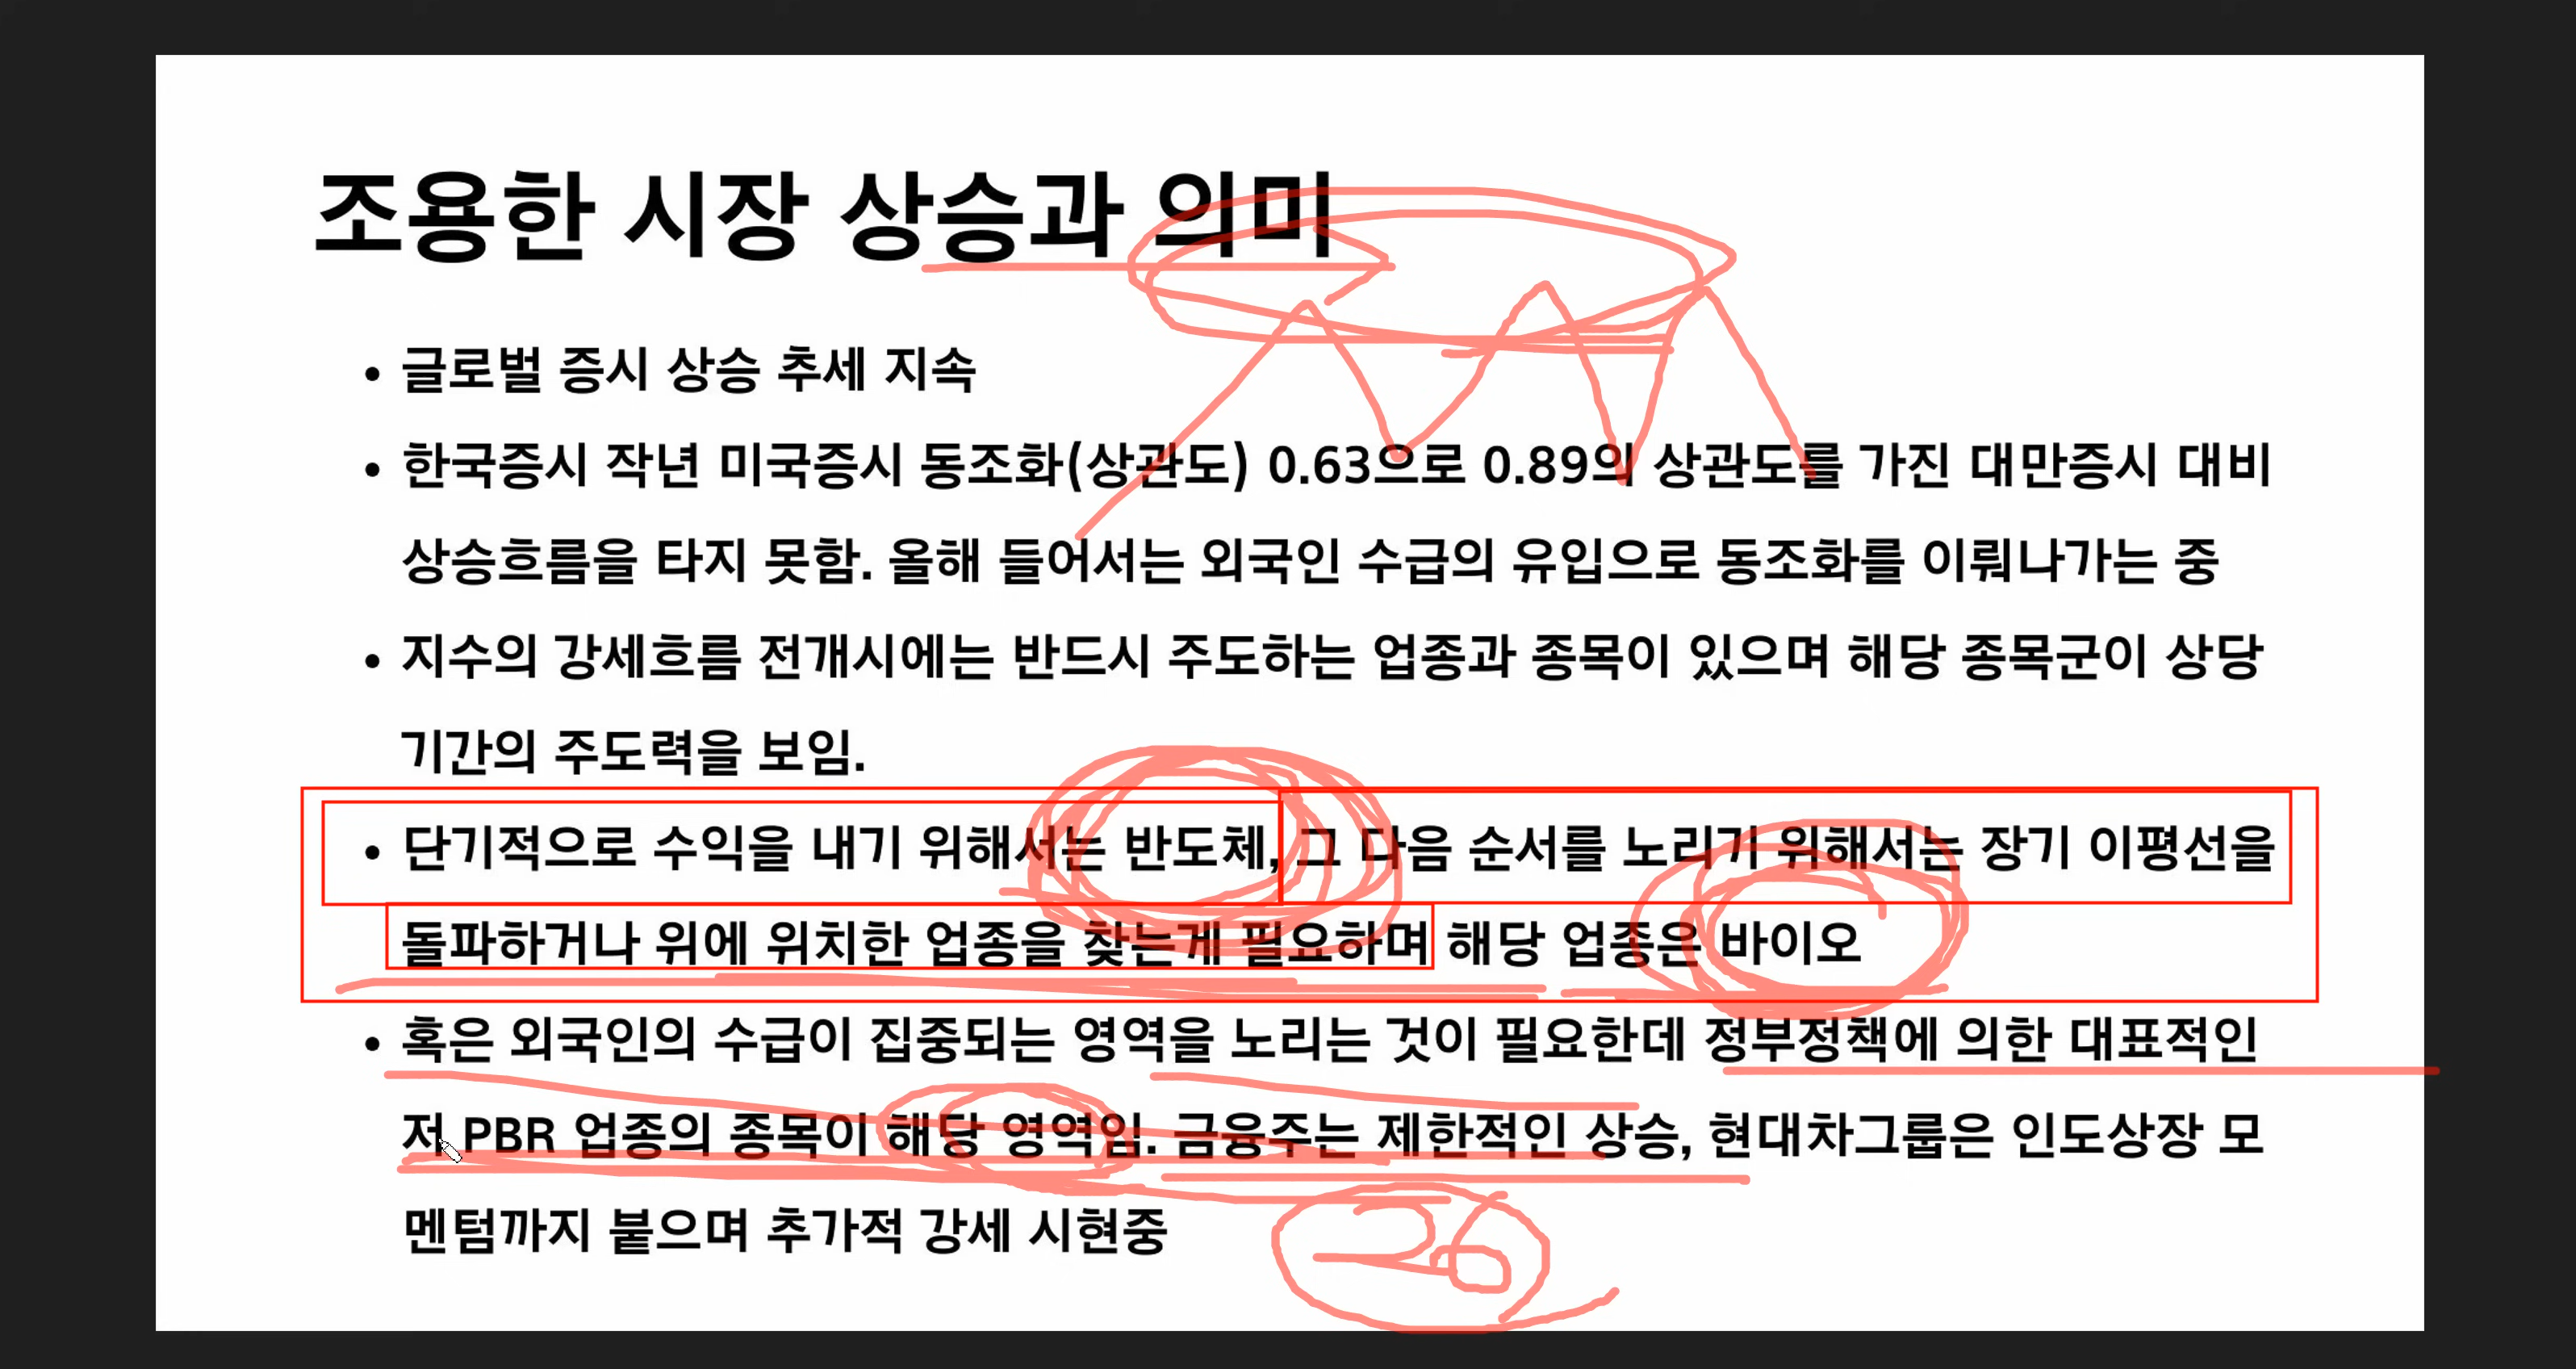 조용한 시장 상승과 의미
• 글로벌 증시 상승 추세 지속
• 한국증시 작년 미국증시 동조화(상관도) 0.63으로 0.89의 상관도를 가진 대만증시 대비
상승흐름을 타지 못함. 올해 들어서는 외국인 수급의 유입으로 동조화를 이뤄나가는 중
• 지수의 강세흐름 전개시에는 반드시 주도하는 업종과 종목이 있으며 해당 종목군이 상당
기간의 주도력을 보임.
• 단기적으로 수익을 내기 위해서는 반도체, 그 다음 순서를 노리기 위해서는 장기 이평선을
돌파하거나 위에 위치한 업종을 찾는게 필요하며 해당 업종은 바이오
• 혹은 외국인의 수급이 집중되는 영역을 노리는 것이 필요한데 정부정책에 의한 대표적인
저 PBR 업종의 종목이 해당 영역임. 금융주는 제한적인 상승, 현대차그룹은 인도상장 모
멘텀까지 붙으며 추가적 강세 시현중
26